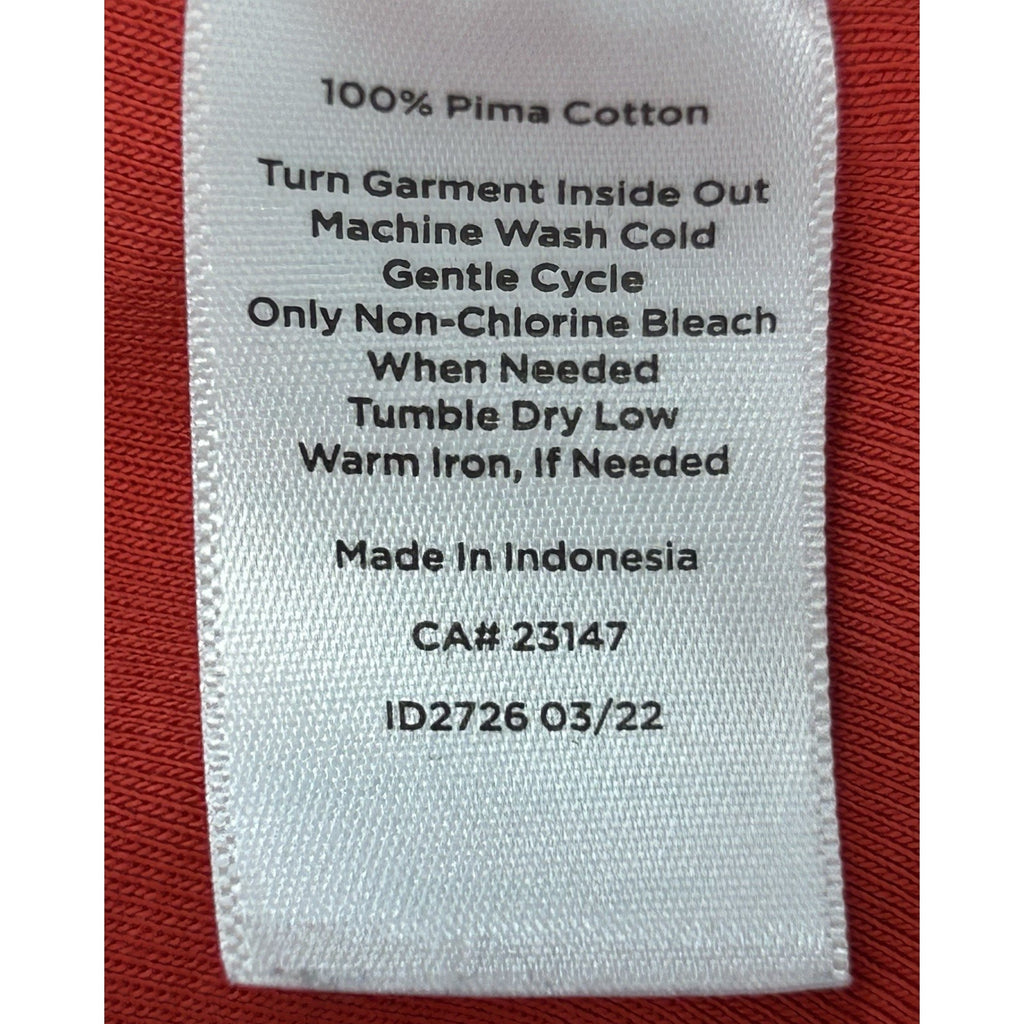 100% Pima Cotton
Turn Garment Inside Out
Machine Wash Cold
Gentle Cycle
Only Non-Chlorine Bleach
When Needed
Tumble Dry Low
Warm Iron, If Needed
Made In Indonesia
CA# 23147
ID2726 03/22